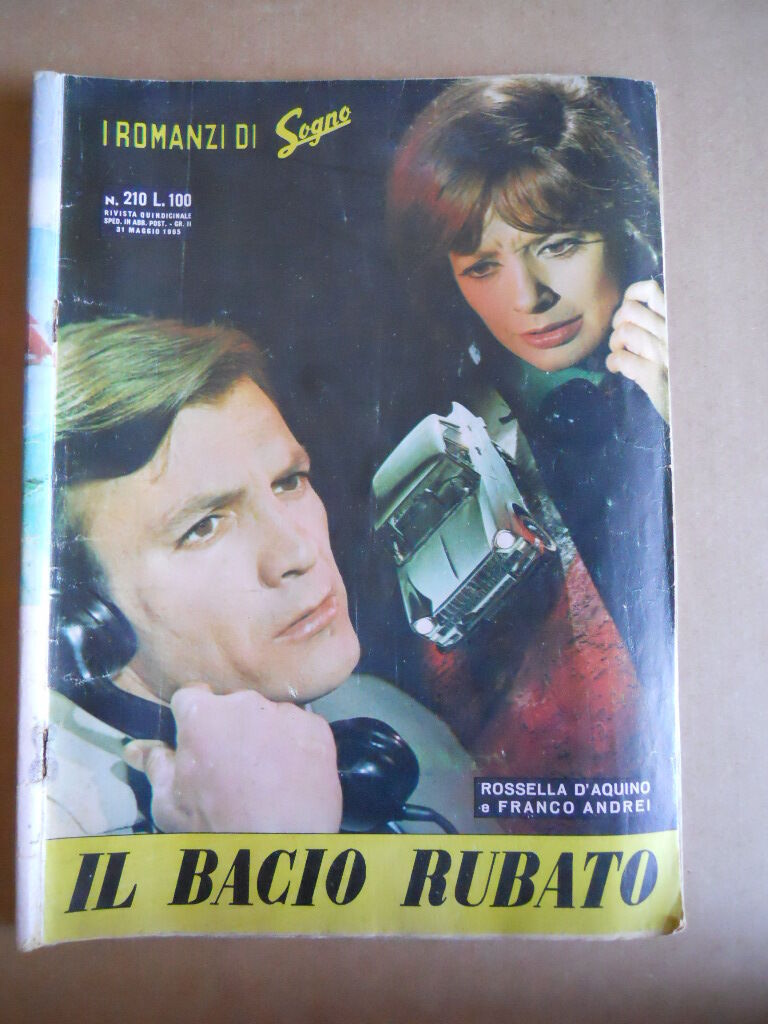 I ROMANZI DI Sogno
N. 210 L. 100
RIVISTA QUINDICINALE
SPED. IN ABB. POST. - GR. II
31 MAGGIO 1965
ROSSELLA D'AQUINO
e FRANCO ANDREI
IL BACIO RUBATO